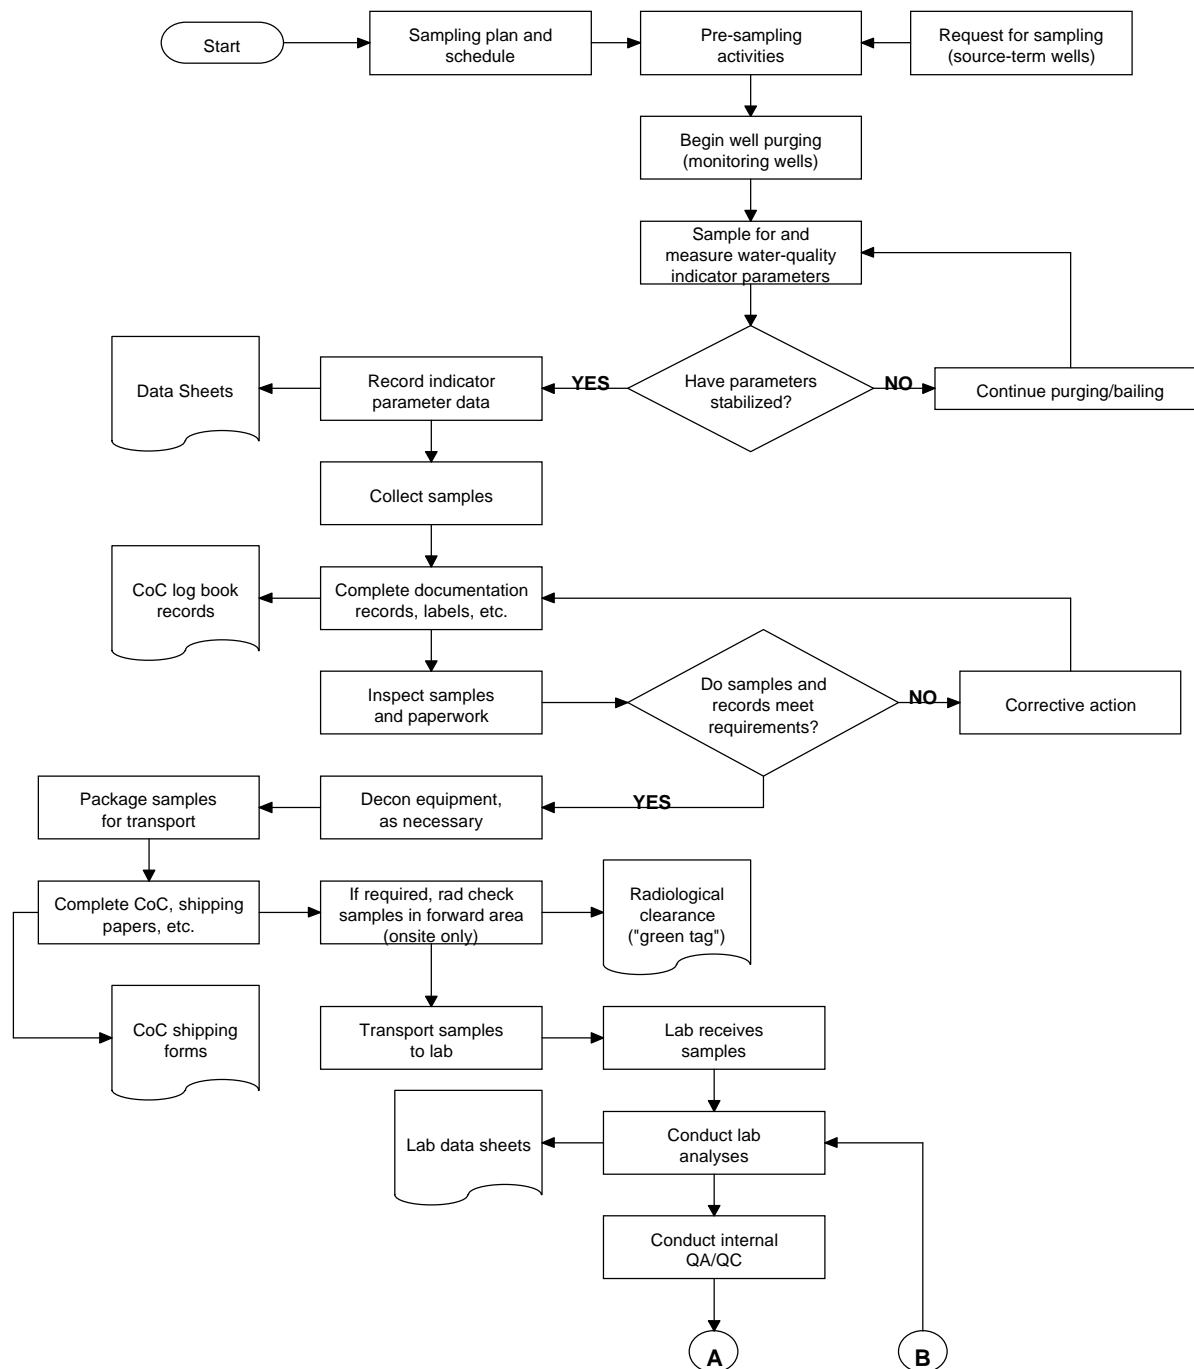 Start
Sampling plan and
schedule
Pre-sampling
activities
Request for sampling
(source-term wells)
Begin well purging
(monitoring wells)
Sample for and
measure water-quality
indicator parameters
Have parameters
stabilized?
YES
NO
Continue purging/bailing
Record indicator
parameter data
Data Sheets
Collect samples
Complete documentation
records, labels, etc.
CoC log book
records
Inspect samples
and paperwork
Do samples and
records meet
requirements?
NO
Corrective action
YES
Decon equipment,
as necessary
Package samples
for transport
Complete CoC, shipping
papers, etc.
If required, rad check
samples in forward area
(onsite only)
Radiological
clearance
("green tag")
CoC shipping
forms
Transport samples
to lab
Lab receives
samples
Conduct lab
analyses
Lab data sheets
Conduct internal
QA/QC
A
B